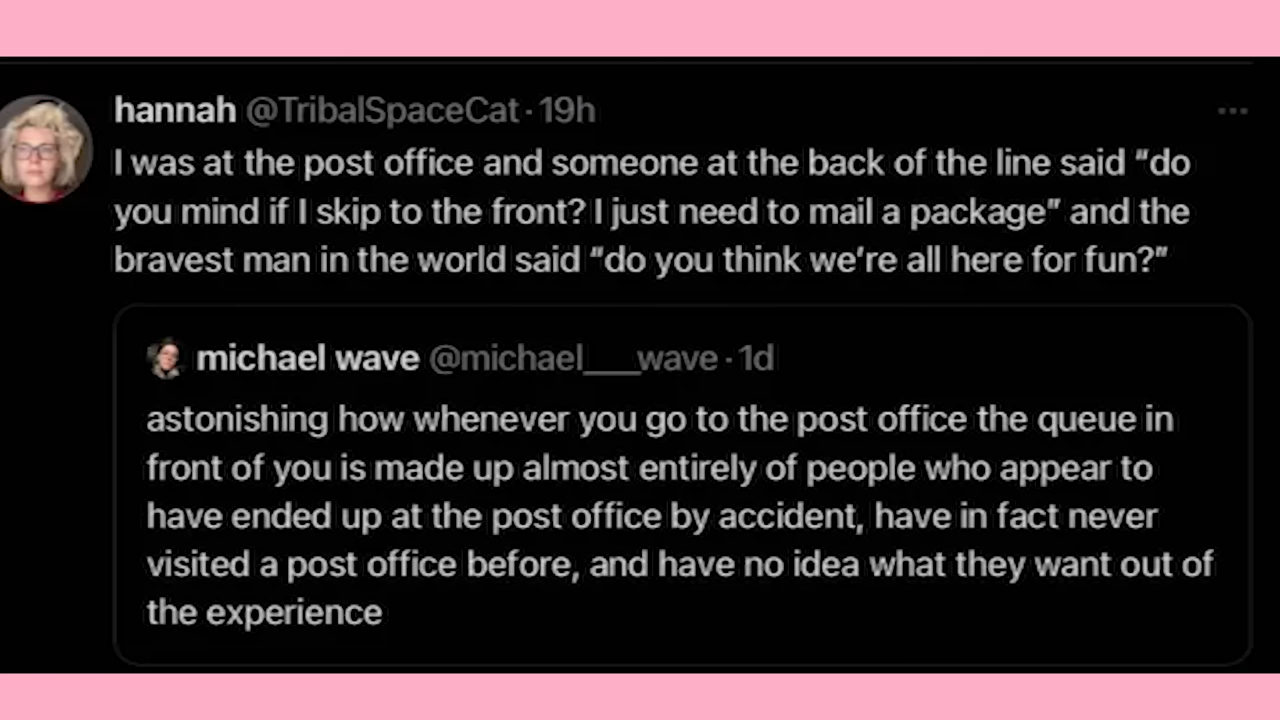 hannah @TribalSpaceCat · 19h ...
I was at the post office and someone at the back of the line said “do
you mind if I skip to the front? I just need to mail a package” and the
bravest man in the world said “do you think we’re all here for fun?”
michael wave @michael___wave · 1d
astonishing how whenever you go to the post office the queue in
front of you is made up almost entirely of people who appear to
have ended up at the post office by accident, have in fact never
visited a post office before, and have no idea what they want out of
the experience